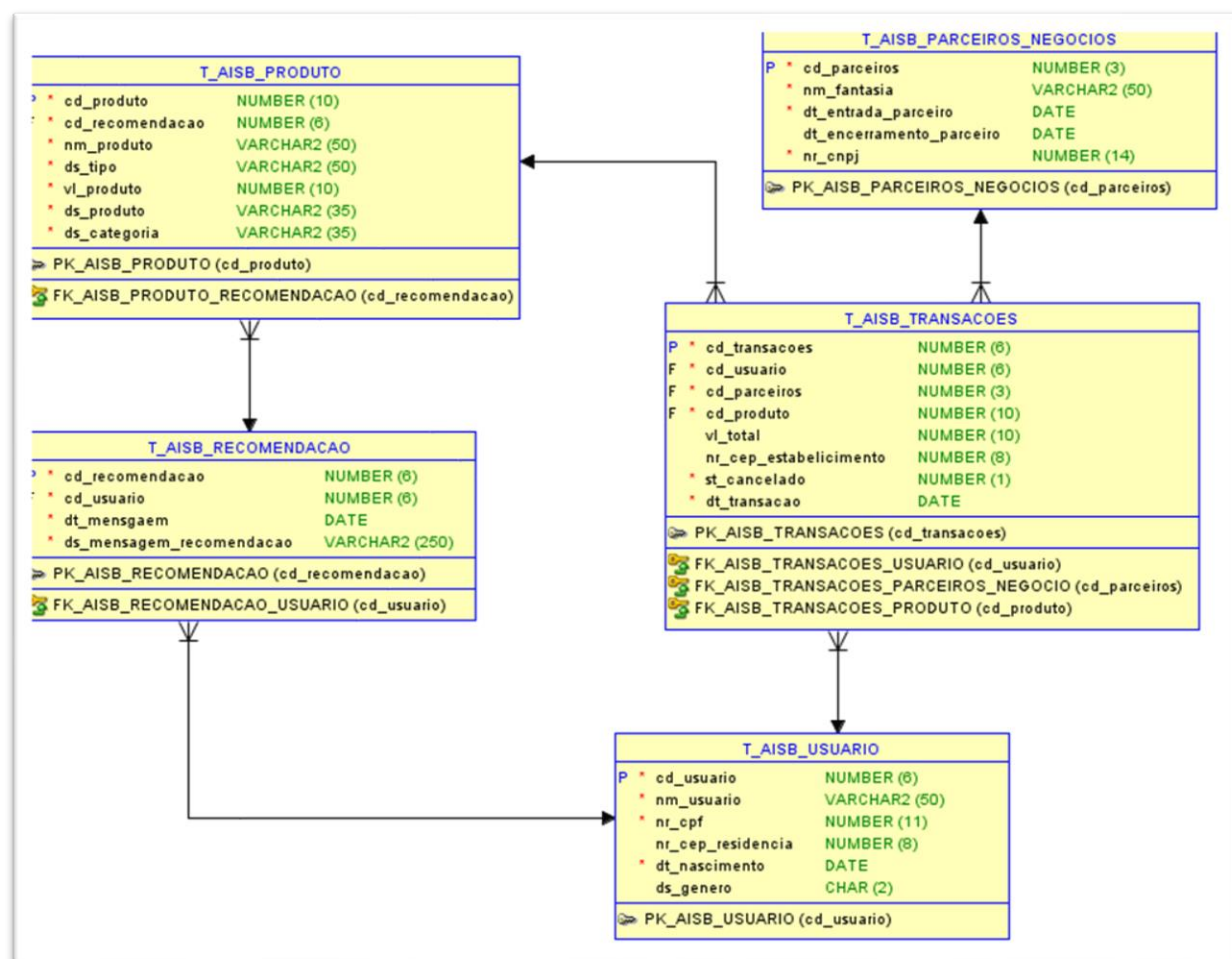 T_AISB_PRODUTO
P * cd_produto NUMBER (10)
F * cd_recomendacao NUMBER (6)
* nm_produto VARCHAR2 (50)
* ds_tipo VARCHAR2 (50)
* vl_produto NUMBER (10)
* ds_produto VARCHAR2 (35)
* ds_categoria VARCHAR2 (35)
PK_AISB_PRODUTO (cd_produto)
FK_AISB_PRODUTO_RECOMENDACAO (cd_recomendacao)
T_AISB_PARCEIROS_NEGOCIOS
P * cd_parceiros NUMBER (3)
* nm_fantasia VARCHAR2 (50)
* dt_entrada_parceiro DATE
dt_encerramento_parceiro DATE
* nr_cnpj NUMBER (14)
PK_AISB_PARCEIROS_NEGOCIOS (cd_parceiros)
T_AISB_RECOMENDACAO
P * cd_recomendacao NUMBER (6)
F * cd_usuario NUMBER (6)
* dt_mensgaem DATE
* ds_mensagem_recomendacao VARCHAR2 (250)
PK_AISB_RECOMENDACAO (cd_recomendacao)
FK_AISB_RECOMENDACAO_USUARIO (cd_usuario)
T_AISB_TRANSACOES
P * cd_transacoes NUMBER (6)
F * cd_usuario NUMBER (6)
F * cd_parceiros NUMBER (3)
F * cd_produto NUMBER (10)
vl_total NUMBER (10)
nr_cep_estabelicimento NUMBER (8)
* st_cancelado NUMBER (1)
* dt_transacao DATE
PK_AISB_TRANSACOES (cd_transacoes)
FK_AISB_TRANSACOES_USUARIO (cd_usuario)
FK_AISB_TRANSACOES_PARCEIROS_NEGOCIO (cd_parceiros)
FK_AISB_TRANSACOES_PRODUTO (cd_produto)
T_AISB_USUARIO
P * cd_usuario NUMBER (6)
* nm_usuario VARCHAR2 (50)
* nr_cpf NUMBER (11)
nr_cep_residencia NUMBER (8)
* dt_nascimento DATE
ds_genero CHAR (2)
PK_AISB_USUARIO (cd_usuario)